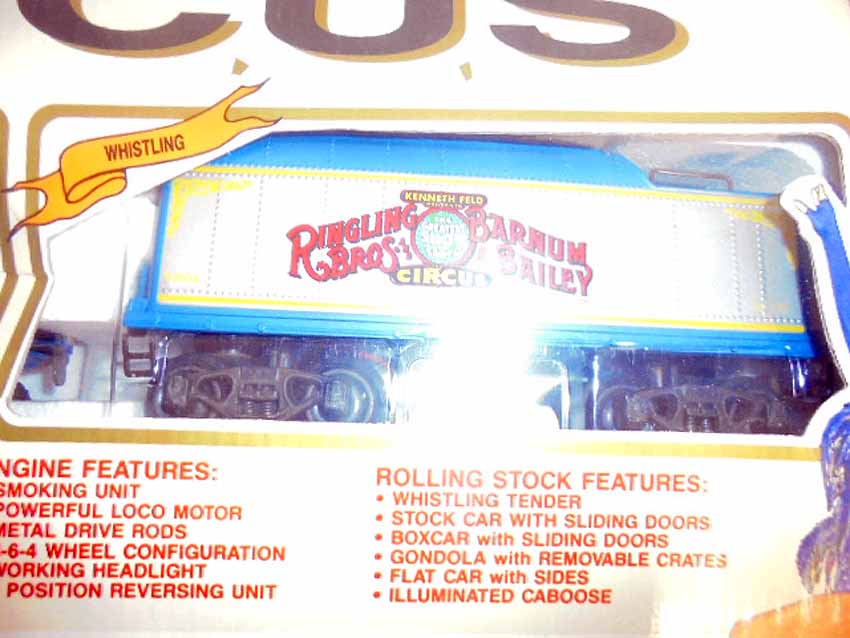 CUS
WHISTLING
KENNETH FELD
RINGLING BARNUM
BROS. & BAILEY
CIRCUS
NGINE FEATURES:
SMOKING UNIT
POWERFUL LOCO MOTOR
METAL DRIVE RODS
-6-4 WHEEL CONFIGURATION
WORKING HEADLIGHT
POSITION REVERSING UNIT
ROLLING STOCK FEATURES:
• WHISTLING TENDER
• STOCK CAR WITH SLIDING DOORS
• BOXCAR with SLIDING DOORS
• GONDOLA with REMOVABLE CRATES
• FLAT CAR with SIDES
• ILLUMINATED CABOOSE